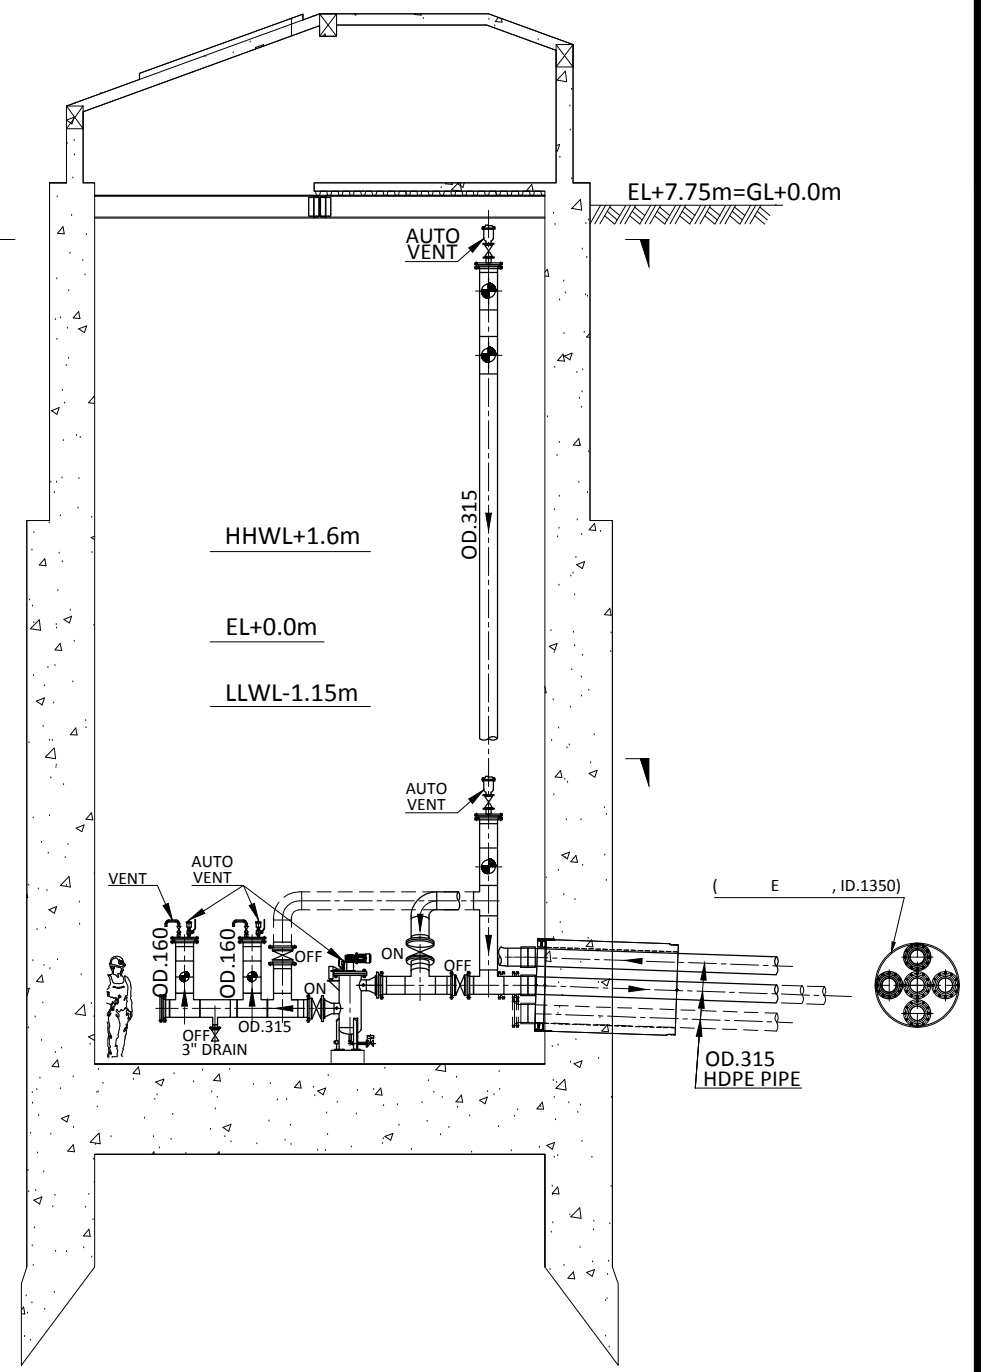 EL+7.75m=GL+0.0m
AUTO
VENT
OD.315
HHWL+1.6m
EL+0.0m
LLWL-1.15m
AUTO
VENT
AUTO
VENT
VENT
( E , ID.1350)
OD.160
OD.160
OFF
ON
OFF
ON
OD.315
OFF
3" DRAIN
OD.315
HDPE PIPE